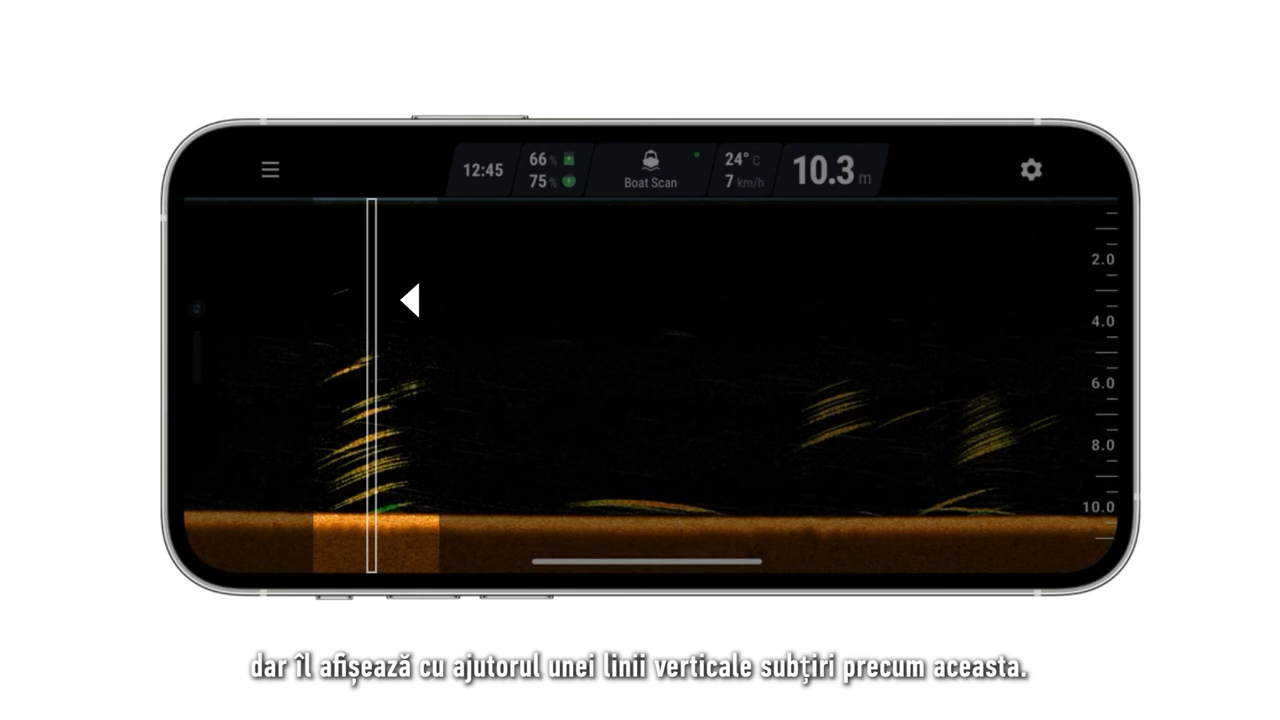 12:45
66 %
75 %
Boat Scan
24° C
7 km/h
10.3 m
2.0
4.0
6.0
8.0
10.0
dar îl afișează cu ajutorul unei linii verticale subțiri precum aceasta.